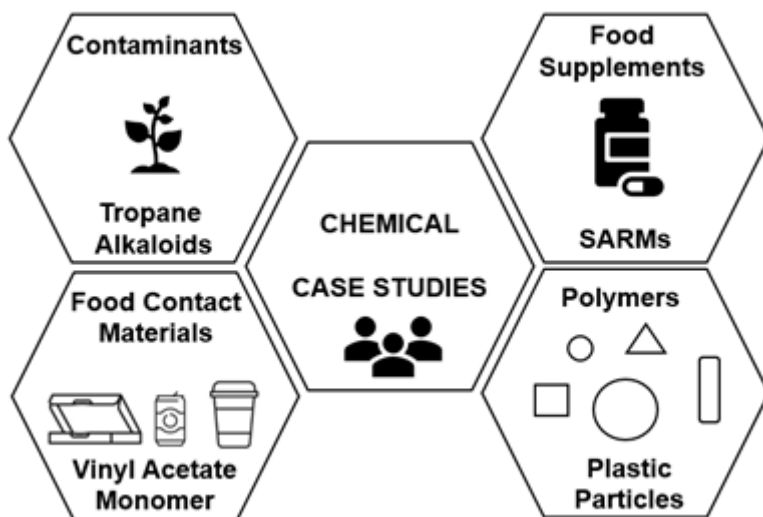 Contaminants
Tropane
Alkaloids
Food
Supplements
SARMs
CHEMICAL
CASE STUDIES
Food Contact
Materials
Vinyl Acetate
Monomer
Polymers
Plastic
Particles